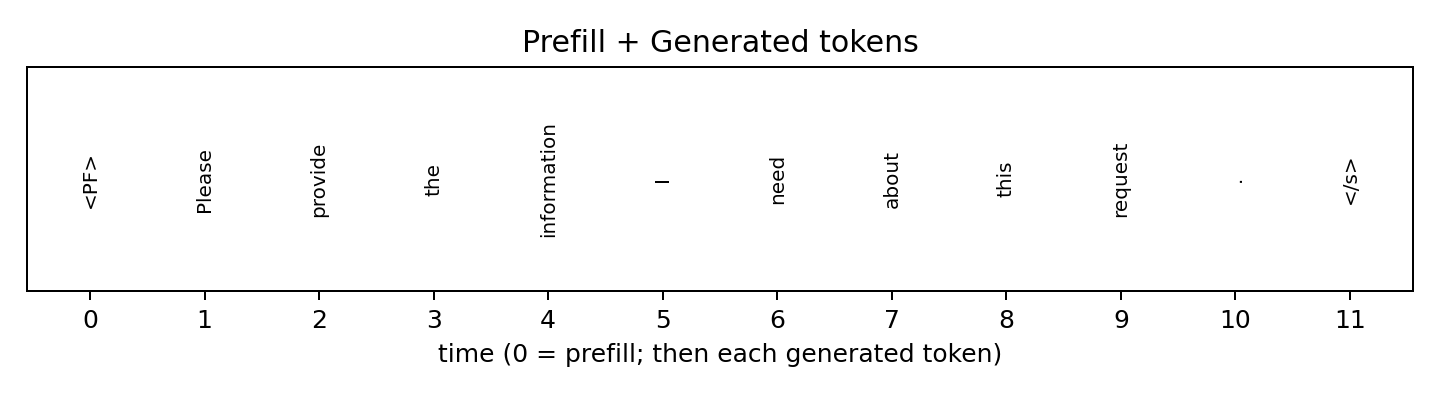 Prefill + Generated tokens
<PF> Please provide the information I need about this request . </s>
0 1 2 3 4 5 6 7 8 9 10 11
time (0 = prefill; then each generated token)